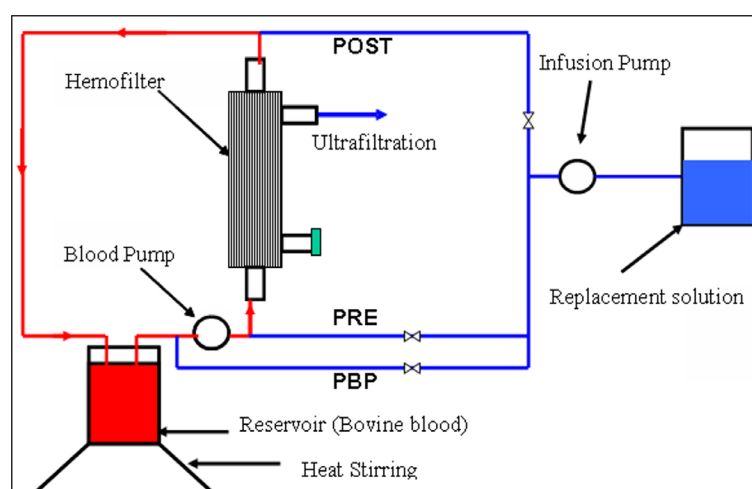 POST
Infusion Pump
Hemofilter
Ultrafiltration
Blood Pump
Replacement solution
PRE
PBP
Reservoir (Bovine blood)
Heat Stirring